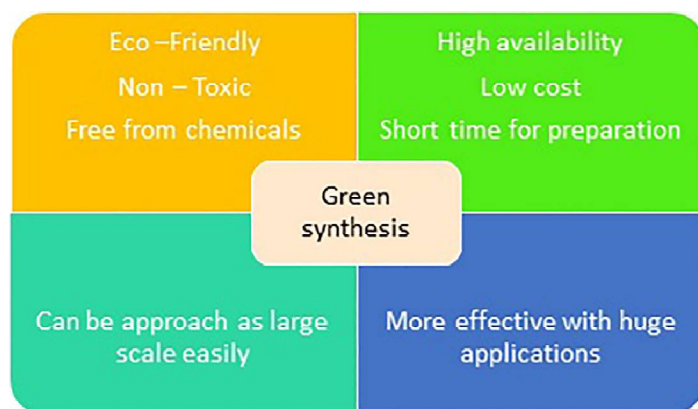 Eco –Friendly
Non – Toxic
Free from chemicals
High availability
Low cost
Short time for preparation
Green
synthesis
Can be approach as large
scale easily
More effective with huge
applications